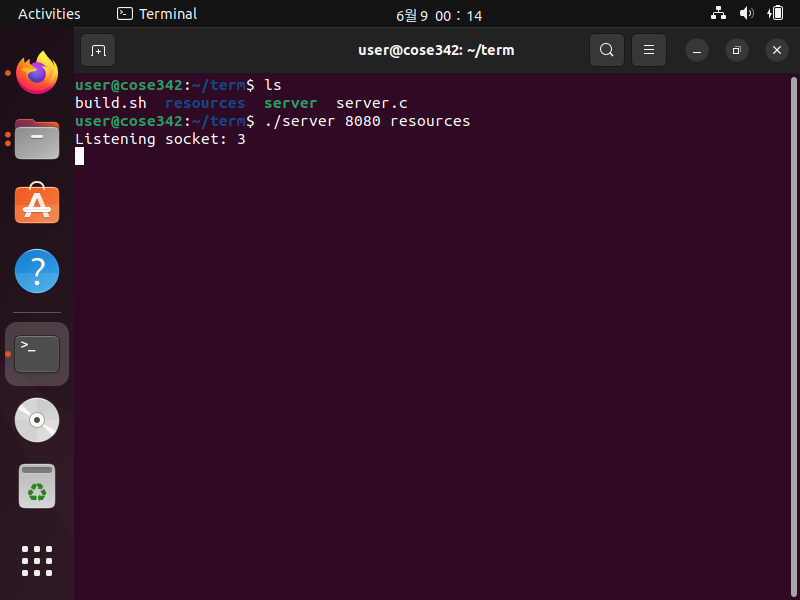 Activities Terminal 6월 9 00 : 14
user@cose342: ~/term
user@cose342:~/term$ ls
build.sh resources server server.c
user@cose342:~/term$ ./server 8080 resources
Listening socket: 3